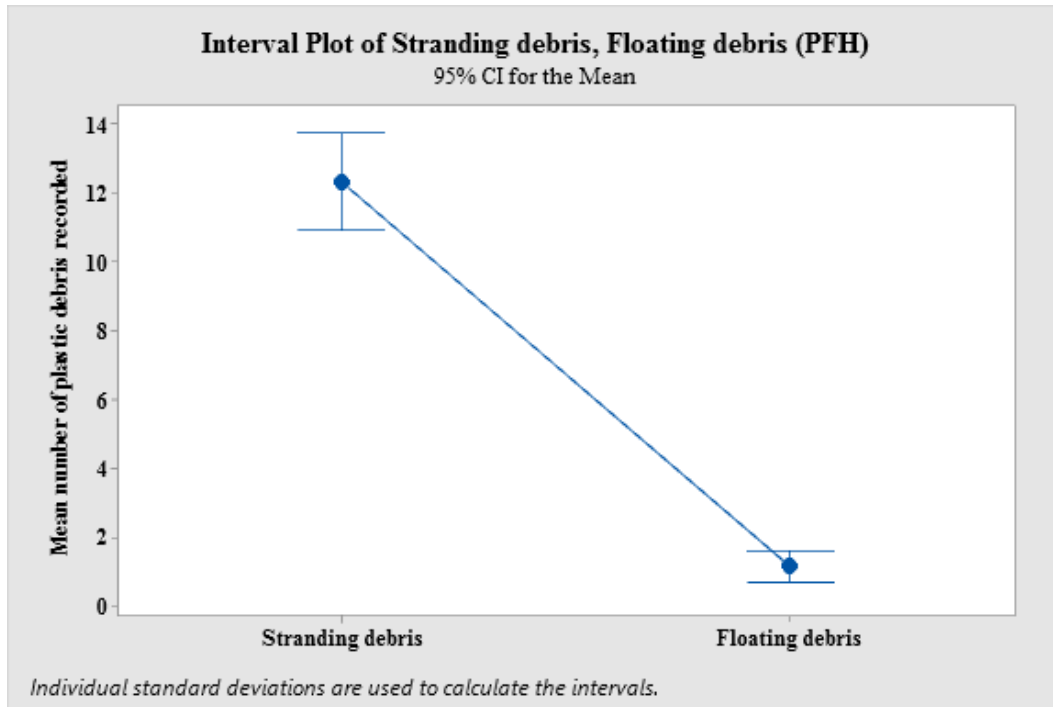 Interval Plot of Stranding debris, Floating debris (PFH)
95% CI for the Mean
Mean number of plastic debris recorded
14
12
10
8
6
4
2
0
Stranding debris
Floating debris
Individual standard deviations are used to calculate the intervals.